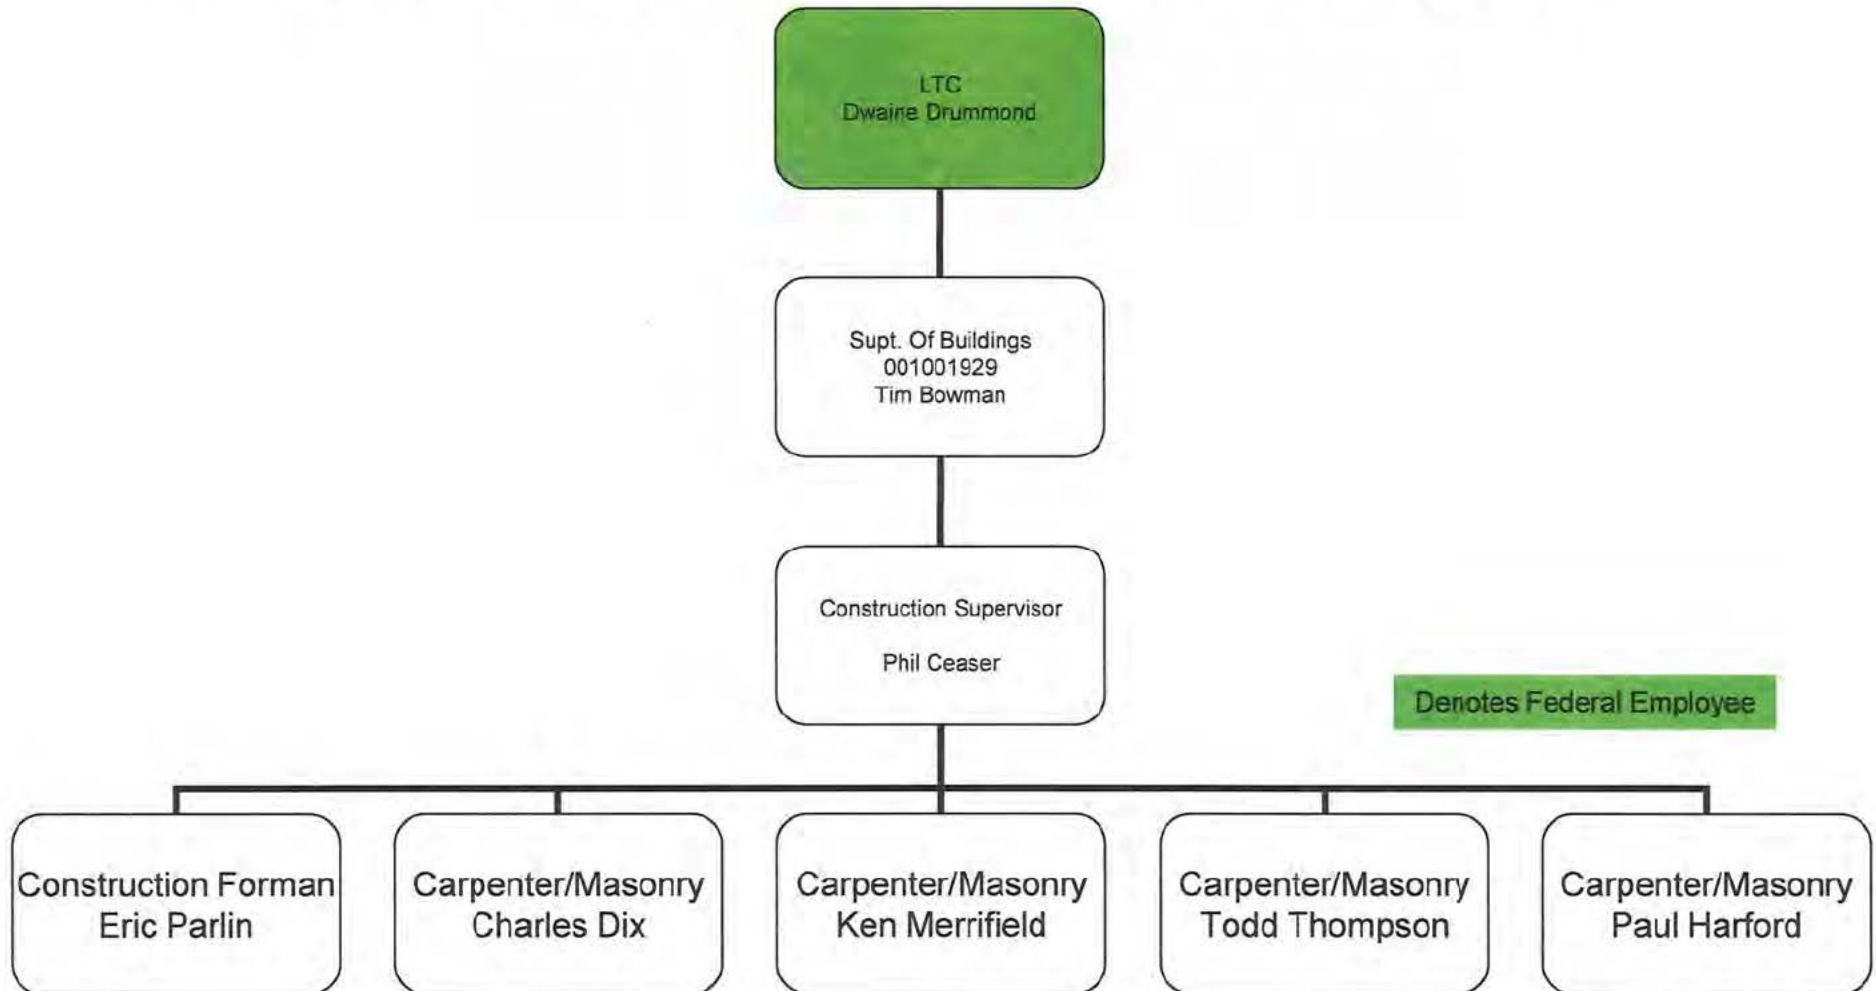 LTC
Dwaine Drummond
Supt. Of Buildings
001001929
Tim Bowman
Construction Supervisor
Phil Ceaser
Denotes Federal Employee
Construction Forman
Eric Parlin
Carpenter/Masonry
Charles Dix
Carpenter/Masonry
Ken Merrifield
Carpenter/Masonry
Todd Thompson
Carpenter/Masonry
Paul Harford